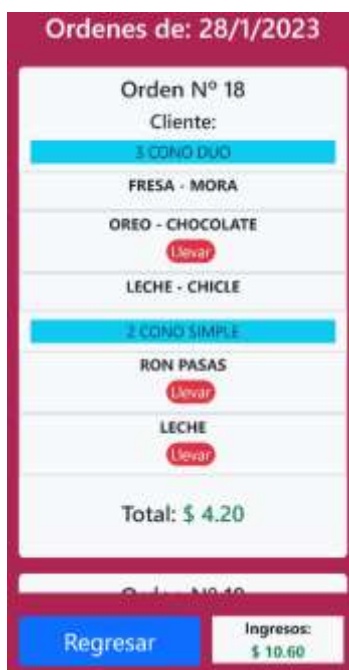 Ordenes de: 28/1/2023
Orden Nº 18
Cliente:
3 CONO DUO
FRESA - MORA
OREO - CHOCOLATE
Llevar
LECHE - CHICLE
2 CONO SIMPLE
RON PASAS
Llevar
LECHE
Llevar
Total: $ 4.20
Regresar
Ingresos:
$ 10.60